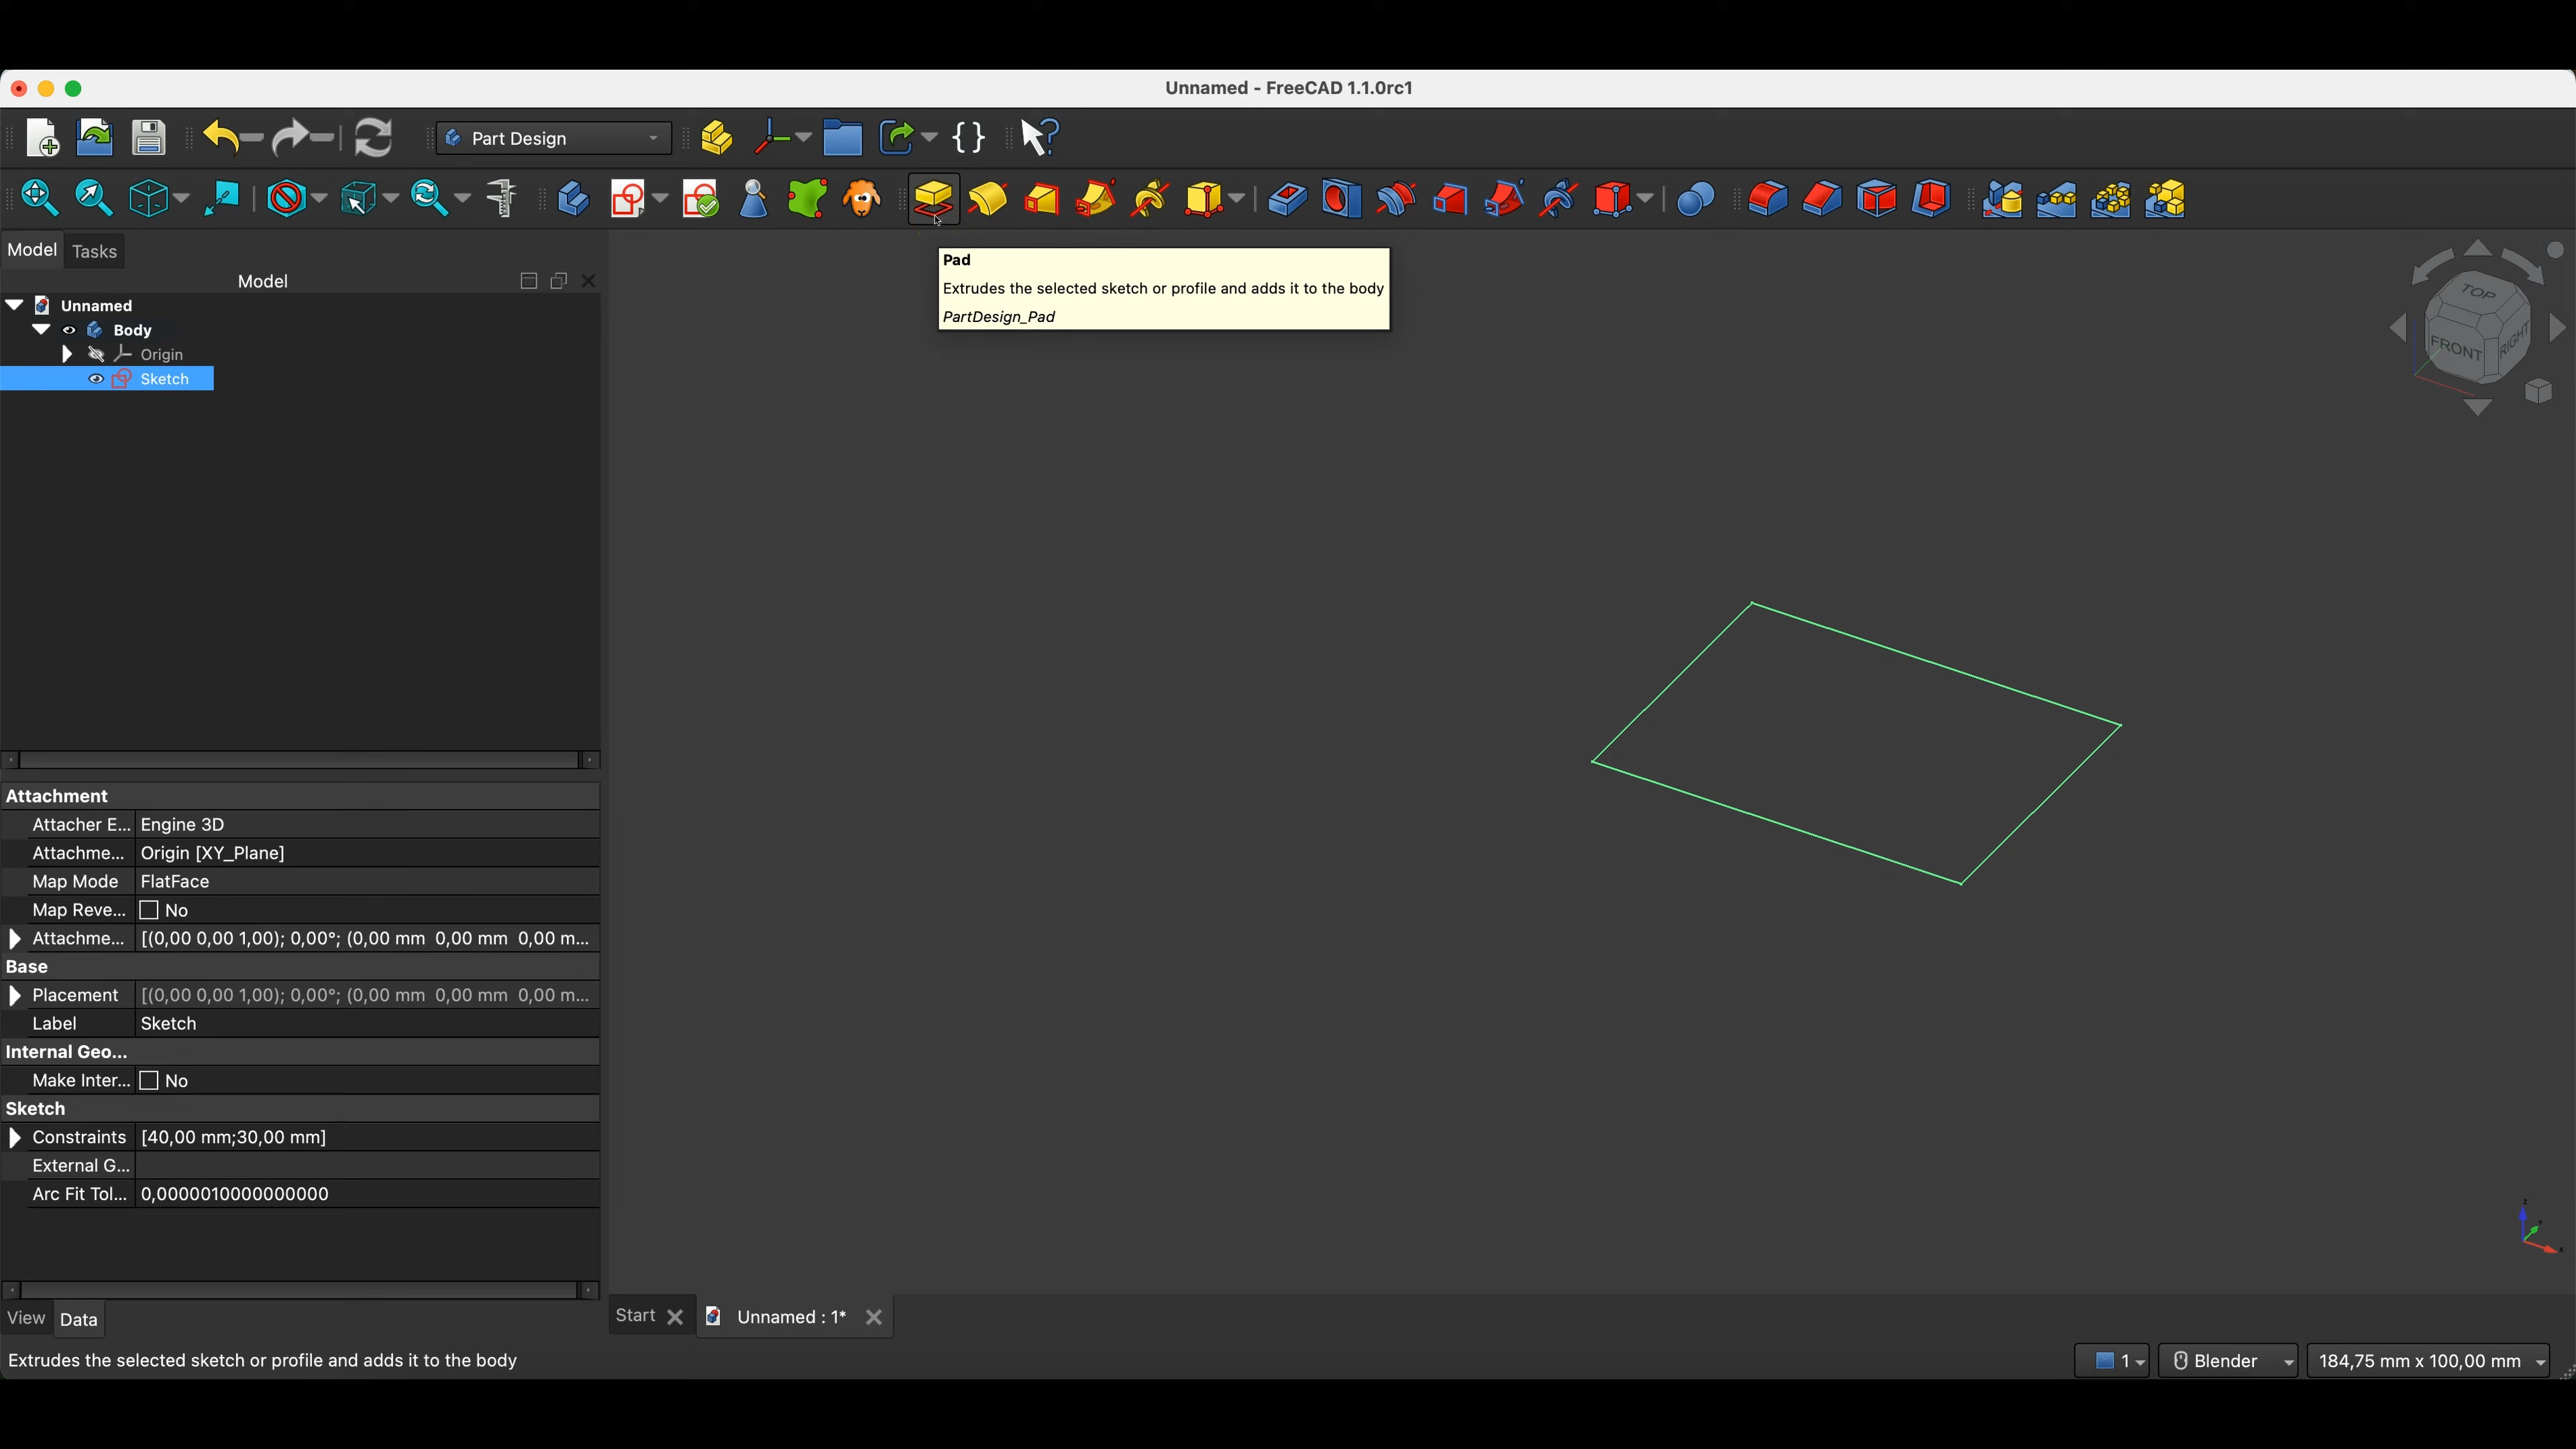 Unnamed - FreeCAD 1.1.0rc1
Part Design
Model
Tasks
Pad
Extrudes the selected sketch or profile and adds it to the body
PartDesign_Pad
Model
Unnamed
Body
Origin
Sketch
TOP
FRONT
RIGHT
Attachment
Attacher E... Engine 3D
Attachme... Origin [XY_Plane]
Map Mode FlatFace
Map Reve... No
Attachme... [(0,00 0,00 1,00); 0,00°; (0,00 mm 0,00 mm 0,00 m...
Base
Placement [(0,00 0,00 1,00); 0,00°; (0,00 mm 0,00 mm 0,00 m...
Label Sketch
Internal Geo...
Make Inter... No
Sketch
Constraints [40,00 mm;30,00 mm]
External G...
Arc Fit Tol... 0,0000010000000000
Z
Y
X
View
Data
Start
Unnamed : 1*
Extrudes the selected sketch or profile and adds it to the body
1
Blender
184,75 mm x 100,00 mm